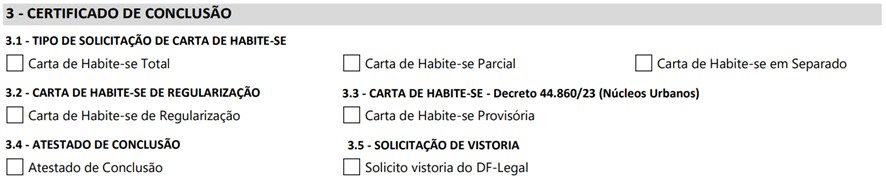 3 - CERTIFICADO DE CONCLUSÃO
3.1 - TIPO DE SOLICITAÇÃO DE CARTA DE HABITE-SE
Carta de Habite-se Total
Carta de Habite-se Parcial
Carta de Habite-se em Separado
3.2 - CARTA DE HABITE-SE DE REGULARIZAÇÃO
3.3 - CARTA DE HABITE-SE - Decreto 44.860/23 (Núcleos Urbanos)
Carta de Habite-se de Regularização
Carta de Habite-se Provisória
3.4 - ATESTADO DE CONCLUSÃO
3.5 - SOLICITAÇÃO DE VISTORIA
Atestado de Conclusão
Solicito vistoria do DF-Legal